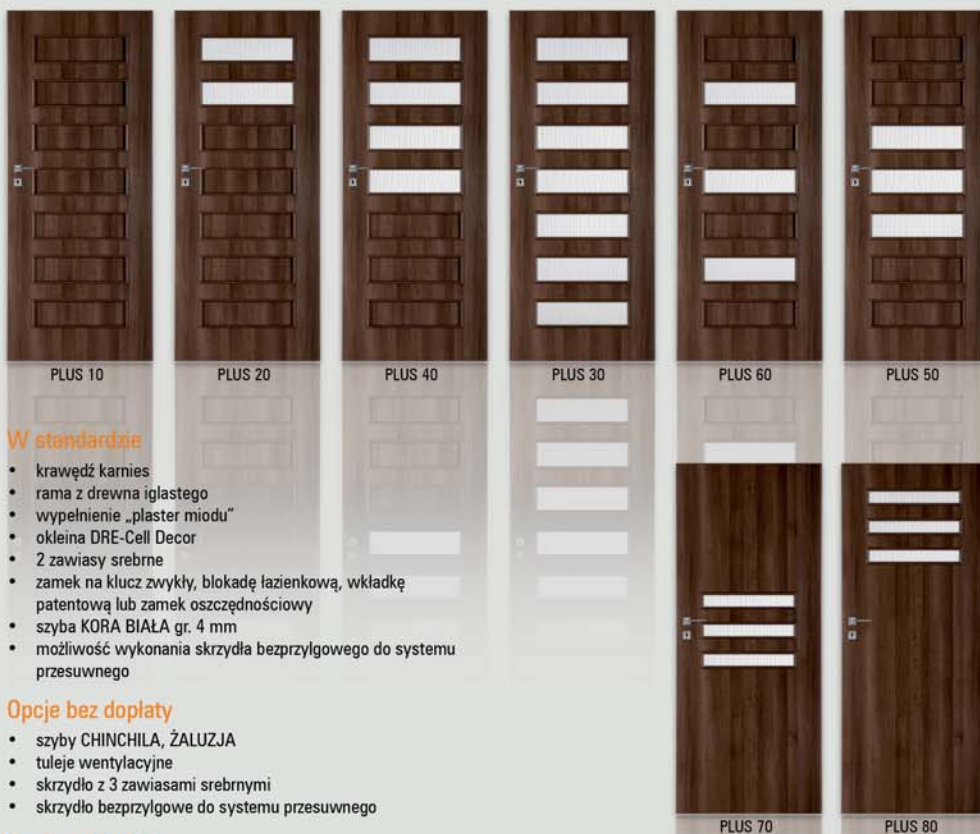 PLUS 10 PLUS 20 PLUS 40 PLUS 30 PLUS 60 PLUS 50
W standardzie
• krawędź karnies
• rama z drewna iglastego
• wypełnienie „plaster miodu"
• okleina DRE-Cell Decor
• 2 zawiasy srebrne
• zamek na klucz zwykły, blokadę łazienkową, wkładkę
patentową lub zamek oszczędnościowy
• szyba KORA BIAŁA gr. 4 mm
• możliwość wykonania skrzydła bezprzylgowego do systemu
przesuwnego
Opcje bez dopłaty
• szyby CHINCHILA, ŻALUZJA
• tuleje wentylacyjne
• skrzydło z 3 zawiasami srebrnymi
• skrzydło bezprzylgowe do systemu przesuwnego
PLUS 70 PLUS 80